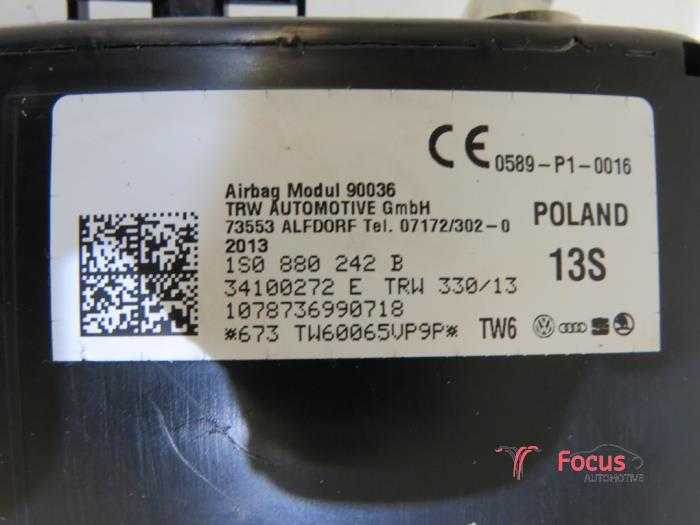 CE 0589-P1-0016
Airbag Modul 90036
TRW AUTOMOTIVE GmbH
73553 ALFDORF Tel. 07172/302-0
2013
POLAND
13S
1S0 880 242 B
34100272 E TRW 330/13
1078736990718
*673 TW60065VP9P* TW6
Focus
AUTOMOTIVE